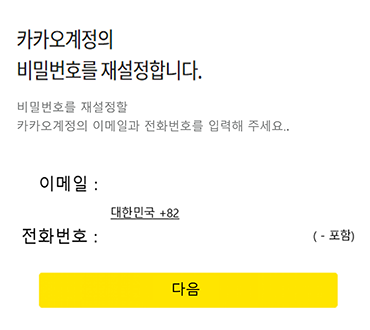 카카오계정의
비밀번호를 재설정합니다.
비밀번호를 재설정할
카카오계정의 이메일과 전화번호를 입력해 주세요..
이메일 :
대한민국 +82
전화번호 : ( - 포함)
다음